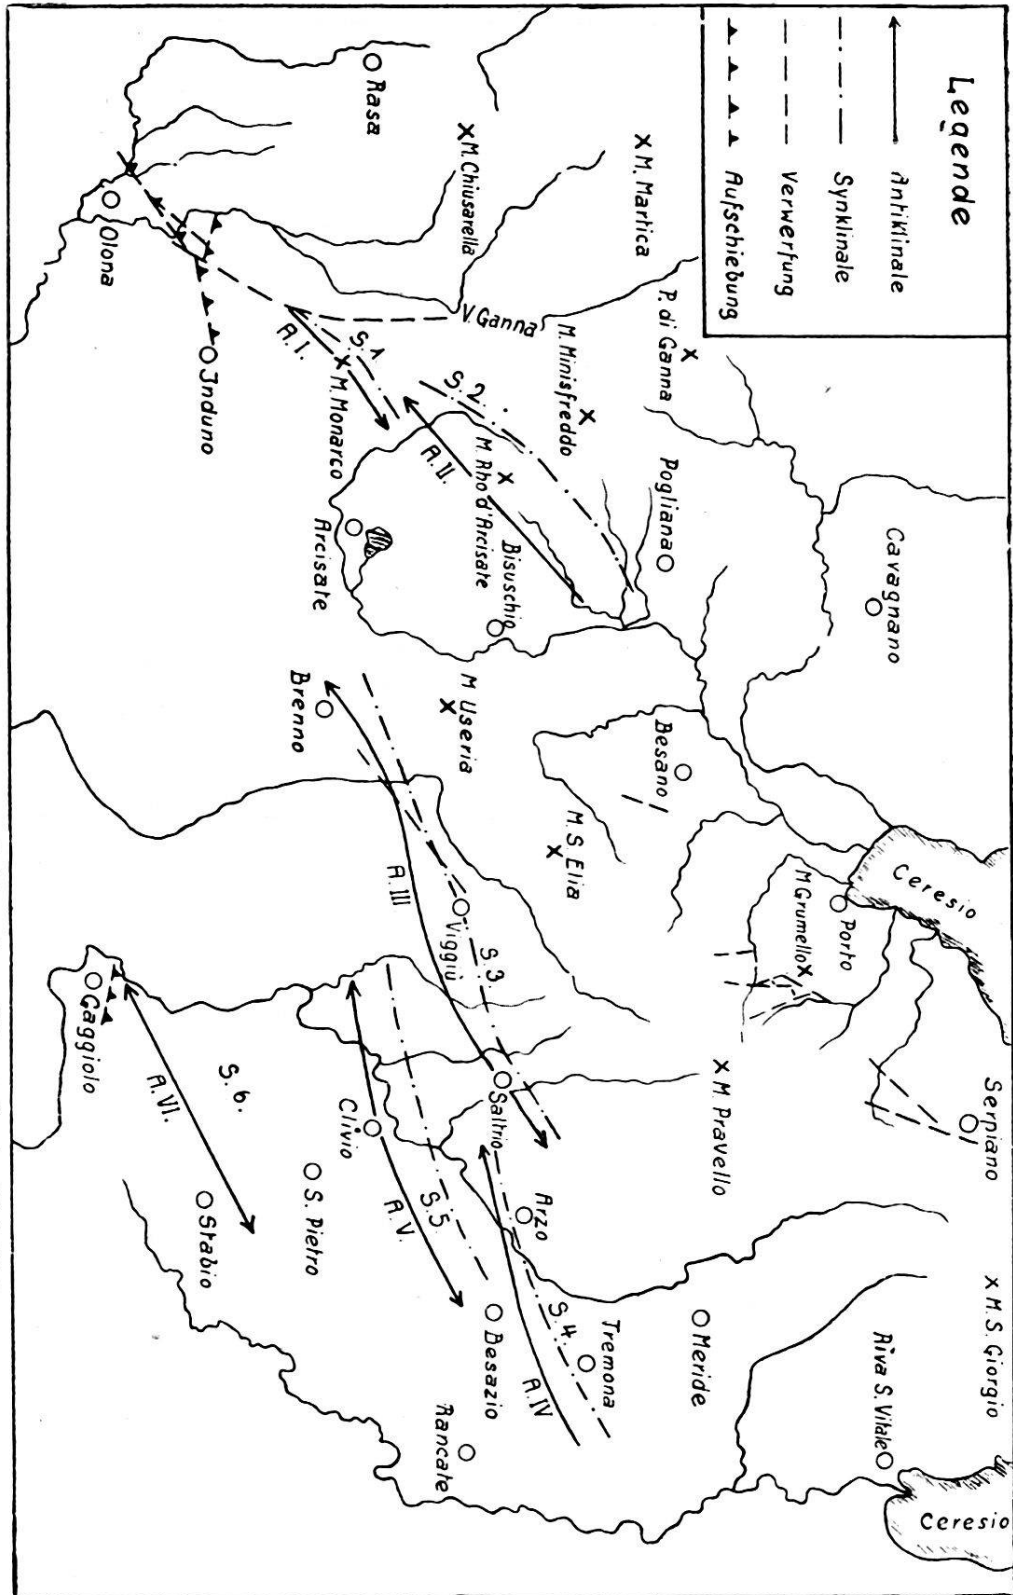 Legende
Antiklinale
Synklinale
Verwerfung
Aufschiebung
Rasa
X M. Chiusarella
X M. Martica
Olona
V. Ganna
P. di Ganna
X
M. Minisfreddo
X
Induno
A.I.
S.1
X M. Monarco
S.2.
A.II.
M. Rho d'Arcisate
X
Pogliana
Cavagnano
Arcisate
Bisuschio
Brenno
M Useria
X
Besano
M. S. Elia
X
Ceresio
Porto
M Grumello X
A.III
Viggiù
S.3
Gaggiolo
A.VI.
S.6.
Clivio
A.V.
S.5
Saltrio
X M. Pravello
Serpiano
Stabio
S. Pietro
Arzo
S.4.
A.IV
Besazio
Tremona
Meride
X M.S. Giorgio
Riva S. Vitale
Rancate
Ceresio